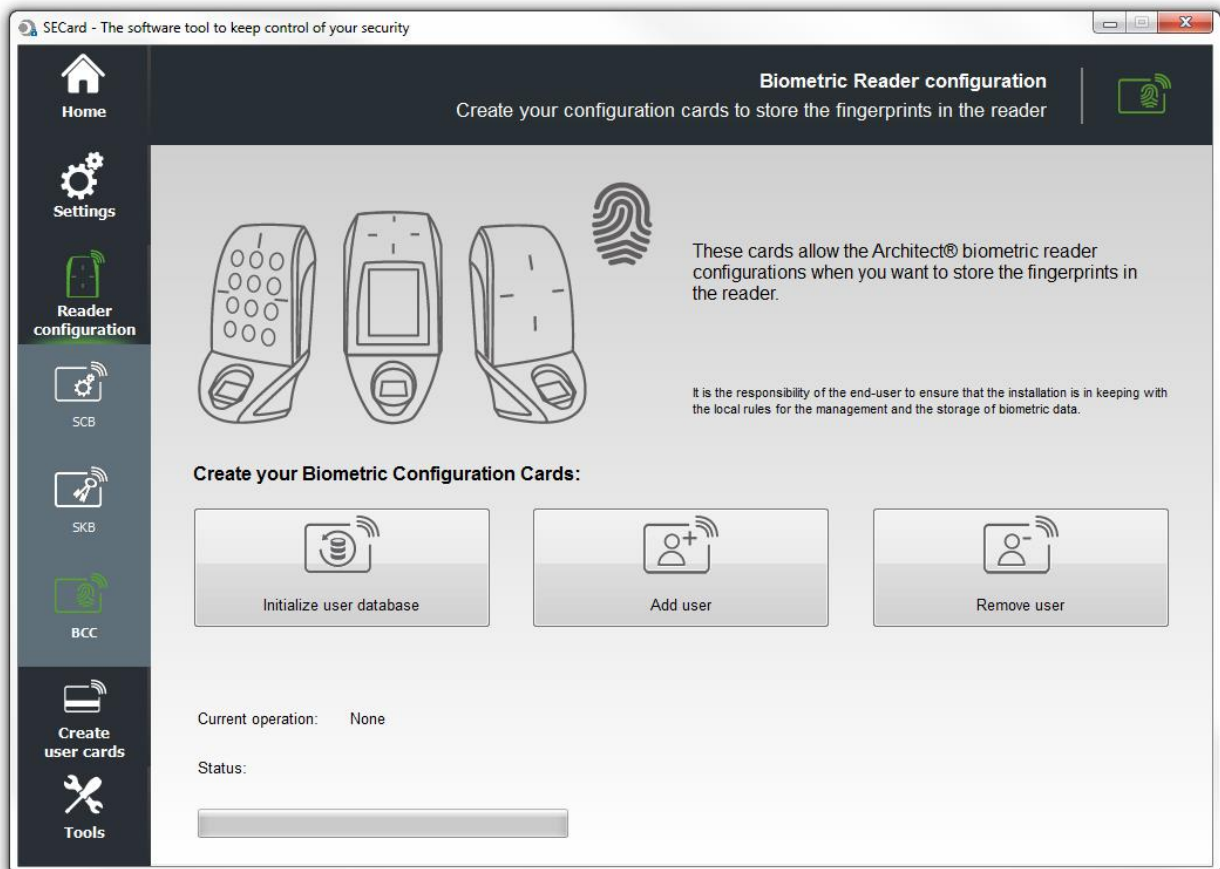 SECard - The software tool to keep control of your security
Home
Biometric Reader configuration
Create your configuration cards to store the fingerprints in the reader
Settings
Reader
configuration
SCB
SKB
BCC
Create
user cards
Tools
These cards allow the Architect® biometric reader
configurations when you want to store the fingerprints in
the reader.
It is the responsibility of the end-user to ensure that the installation is in keeping with
the local rules for the management and the storage of biometric data.
Create your Biometric Configuration Cards:
Initialize user database
Add user
Remove user
Current operation: None
Status: